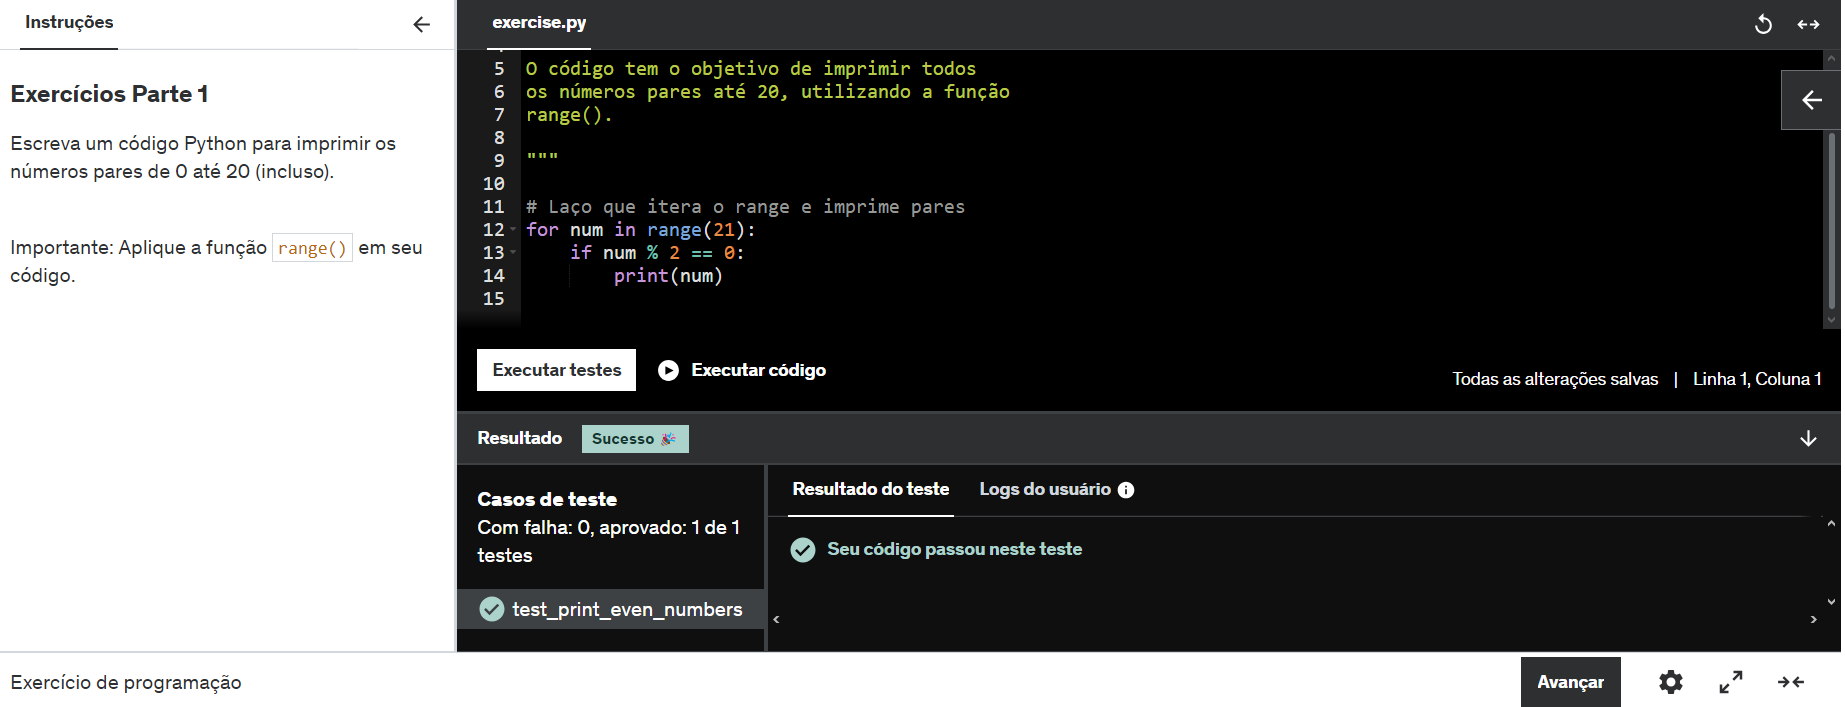 Instruções
Exercícios Parte 1
Escreva um código Python para imprimir os
números pares de 0 até 20 (incluso).
Importante: Aplique a função range() em seu
código.
exercise.py
5 O código tem o objetivo de imprimir todos
6 os números pares até 20, utilizando a função
7 range().
8
9 """
10
11 # Laço que itera o range e imprime pares
12 for num in range(21):
13     if num % 2 == 0:
14         print(num)
15
Executar testes
Executar código
Todas as alterações salvas | Linha 1, Coluna 1
Resultado
Sucesso 🎉
Casos de teste
Com falha: 0, aprovado: 1 de 1
testes
test_print_even_numbers
Resultado do teste
Logs do usuário
Seu código passou neste teste
Exercício de programação
Avançar